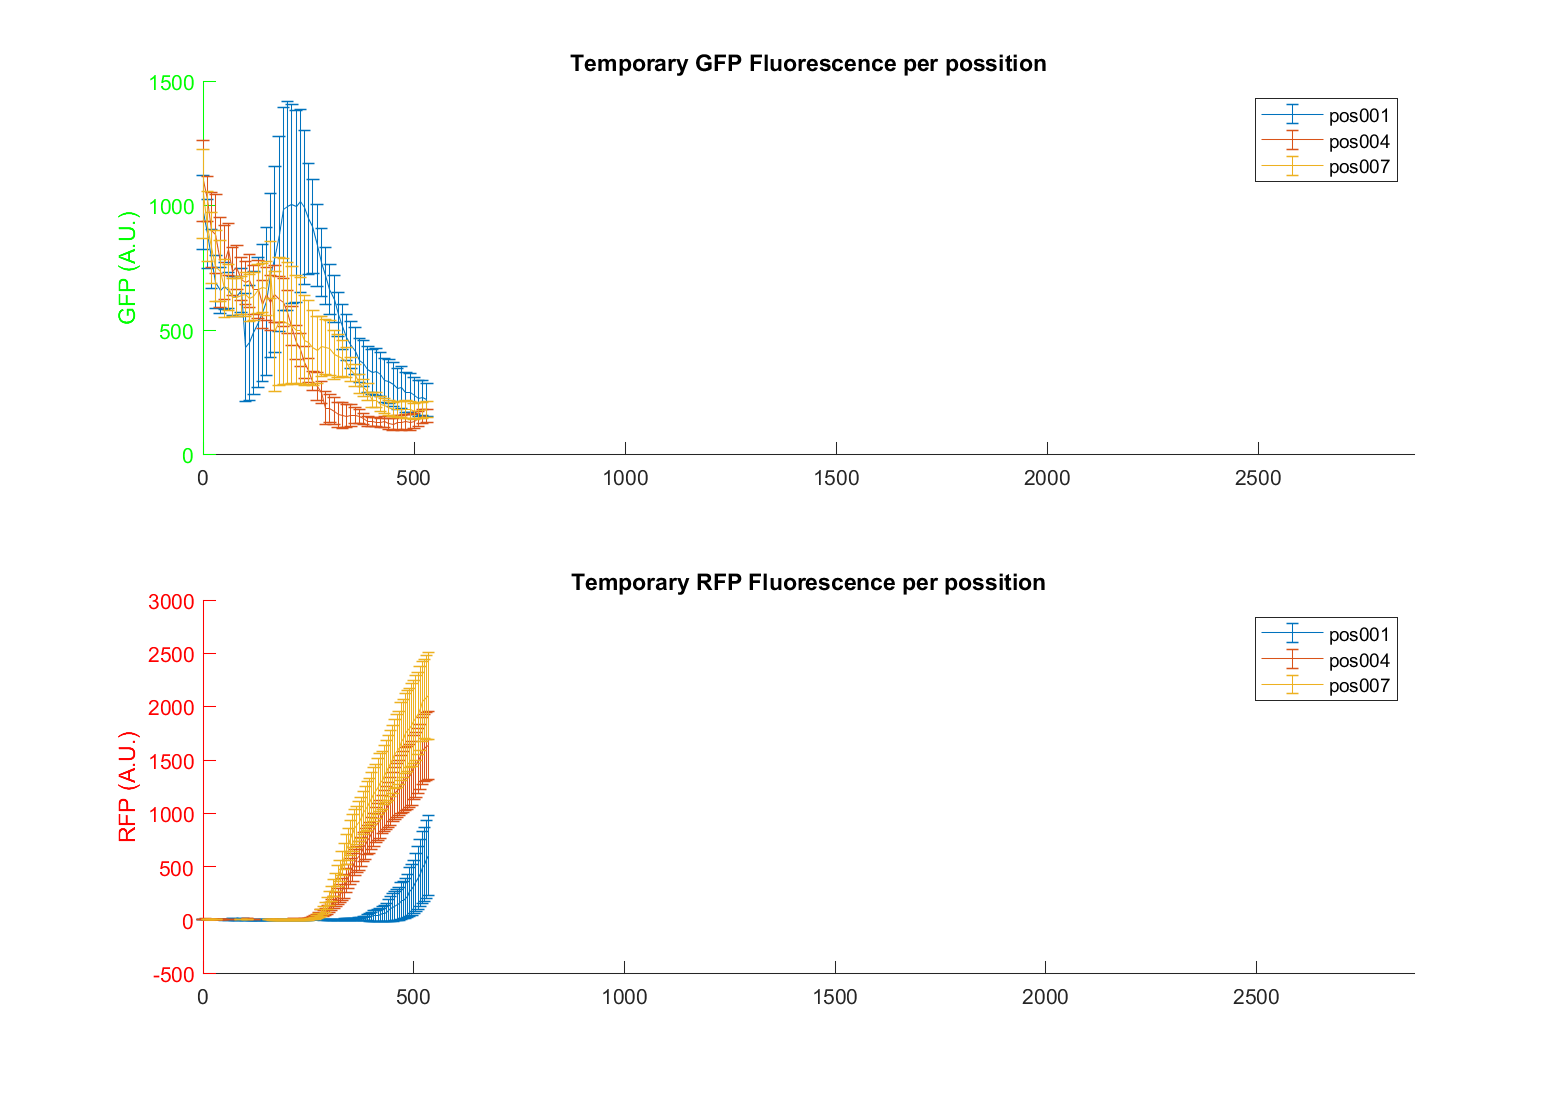 Temporary GFP Fluorescence per possition
1500
1000
500
0
GFP (A.U.)
pos001
pos004
pos007
0 500 1000 1500 2000 2500
Temporary RFP Fluorescence per possition
3000
2500
2000
1500
1000
500
0
-500
RFP (A.U.)
pos001
pos004
pos007
0 500 1000 1500 2000 2500